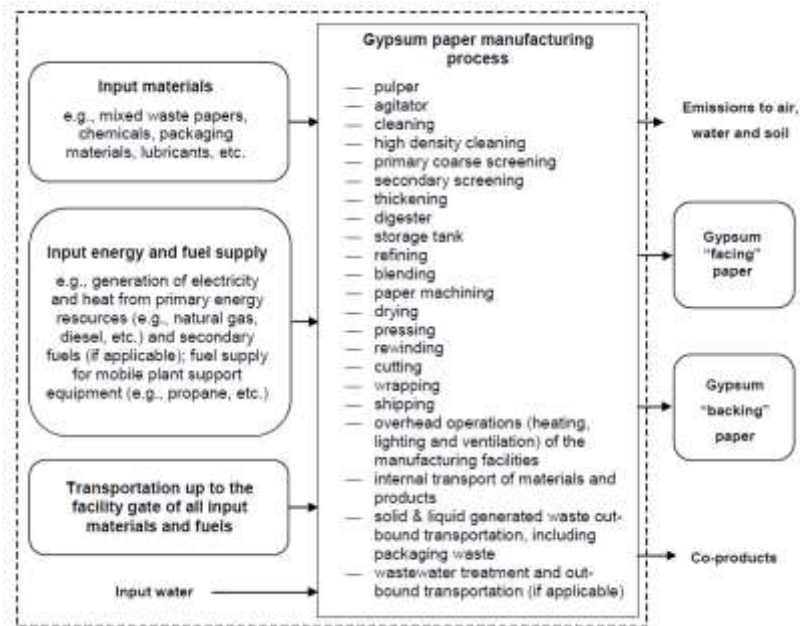 Input materials
e.g., mixed waste papers,
chemicals, packaging
materials, lubricants, etc.
Input energy and fuel supply
e.g., generation of electricity
and heat from primary energy
resources (e.g., natural gas,
diesel, etc.) and secondary
fuels (if applicable); fuel supply
for mobile plant support
equipment (e.g., propane, etc.)
Transportation up to the
facility gate of all input
materials and fuels
Input water
Gypsum paper manufacturing
process
— pulper
— agitator
— cleaning
— high density cleaning
— primary coarse screening
— secondary screening
— thickening
— digester
— storage tank
— refining
— blending
— paper machining
— drying
— pressing
— rewinding
— cutting
— wrapping
— shipping
— overhead operations (heating,
lighting and ventilation) of the
manufacturing facilities
— internal transport of materials and
products
— solid & liquid generated waste out-
bound transportation, including
packaging waste
— wastewater treatment and out-
bound transportation (if applicable)
Emissions to air,
water and soil
Gypsum
“facing”
paper
Gypsum
“backing”
paper
Co-products